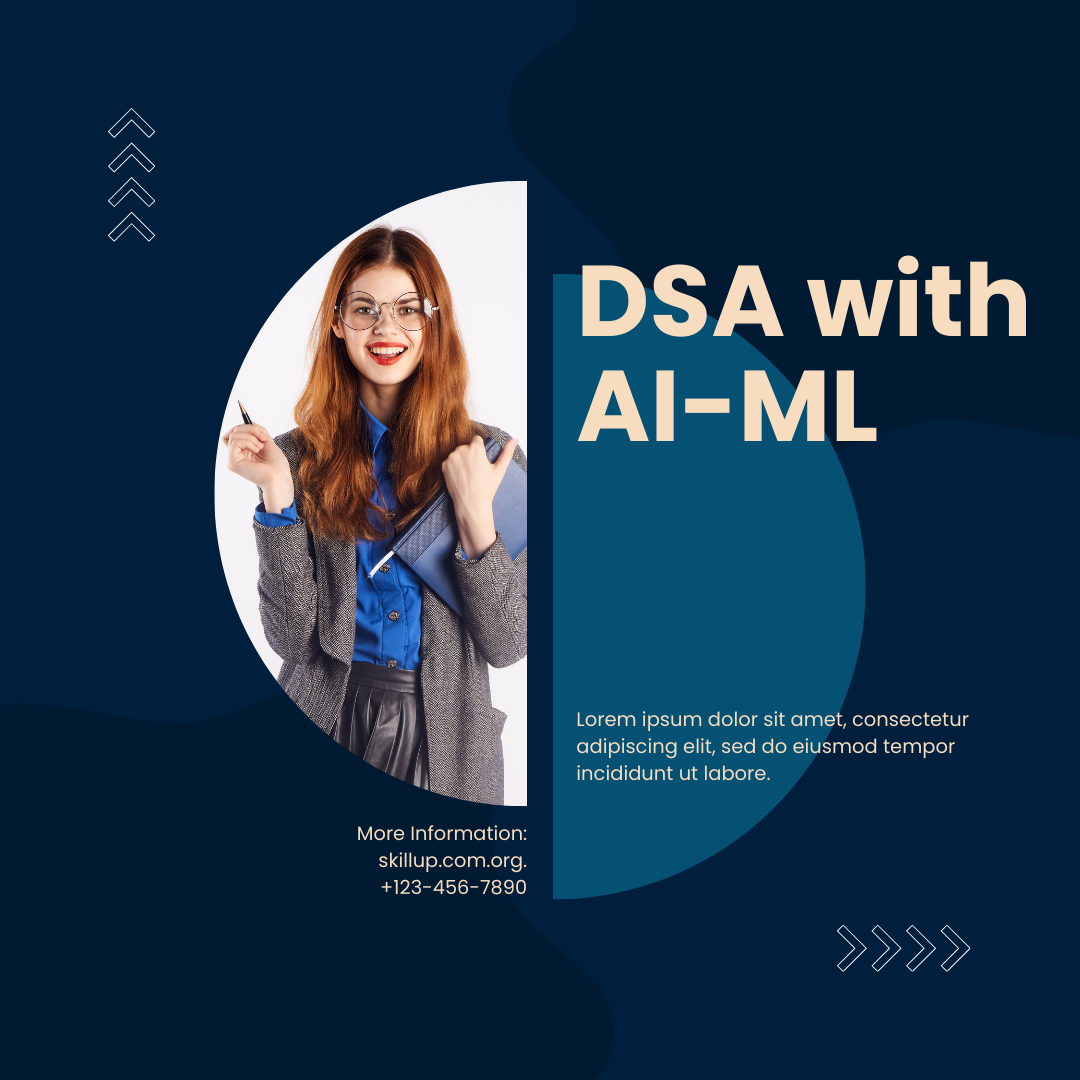 DSA with
AI-ML
Lorem ipsum dolor sit amet, consectetur
adipiscing elit, sed do eiusmod tempor
incididunt ut labore.
More Information:
skillup.com.org.
+123-456-7890